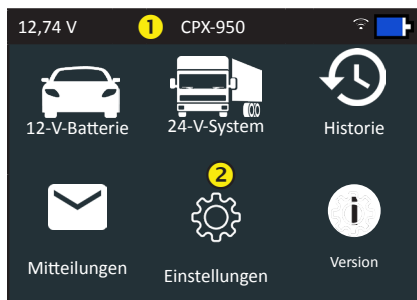 12,74 V 1 CPX-950
12-V-Batterie 24-V-System Historie
2
Mitteilungen Einstellungen Version